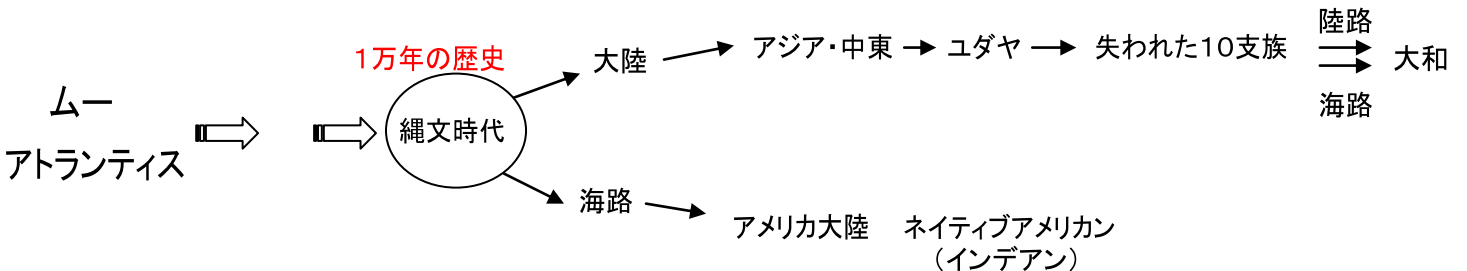 ムー
アトランティス
1万年の歴史
縄文時代
大陸
アジア・中東
ユダヤ
失われた10支族
陸路
海路
大和
海路
アメリカ大陸
ネイティブアメリカン
（インデアン）